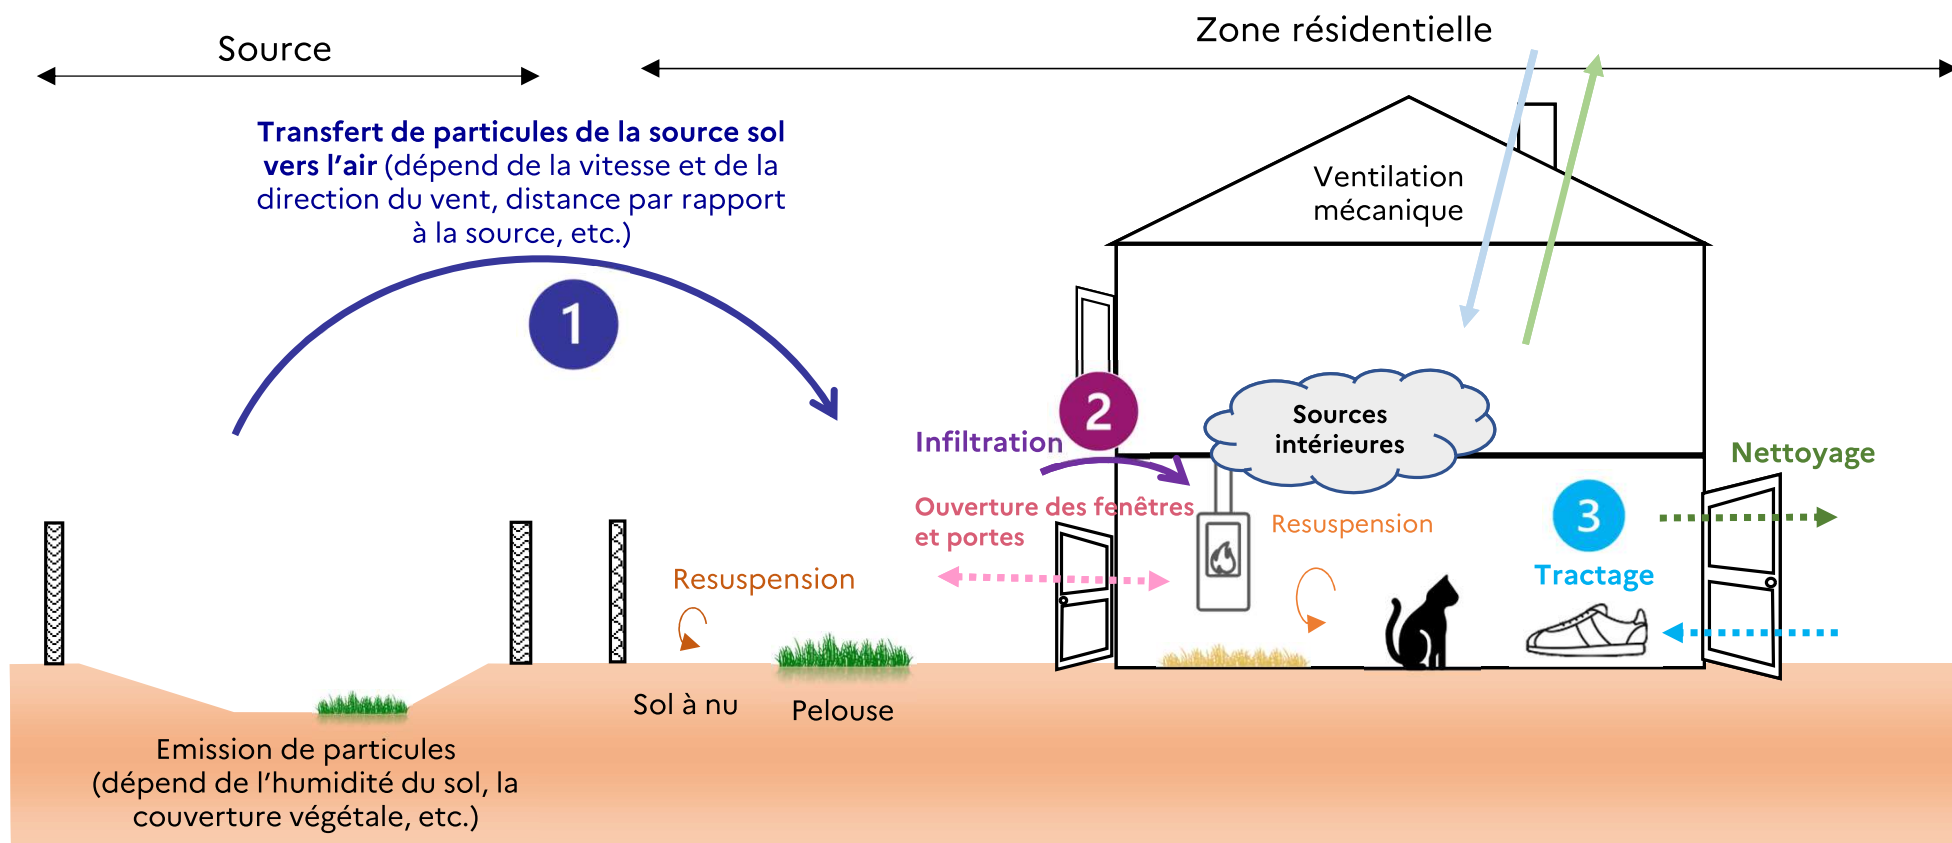 Source
Zone résidentielle
Transfert de particules de la source sol
vers l'air (dépend de la vitesse et de la
direction du vent, distance par rapport
à la source, etc.)
1
Ventilation
mécanique
2
Infiltration
Sources
intérieures
Nettoyage
Ouverture des fenêtres
et portes
Resuspension
3
Tractage
Resuspension
Sol à nu
Pelouse
Emission de particules
(dépend de l'humidité du sol, la
couverture végétale, etc.)